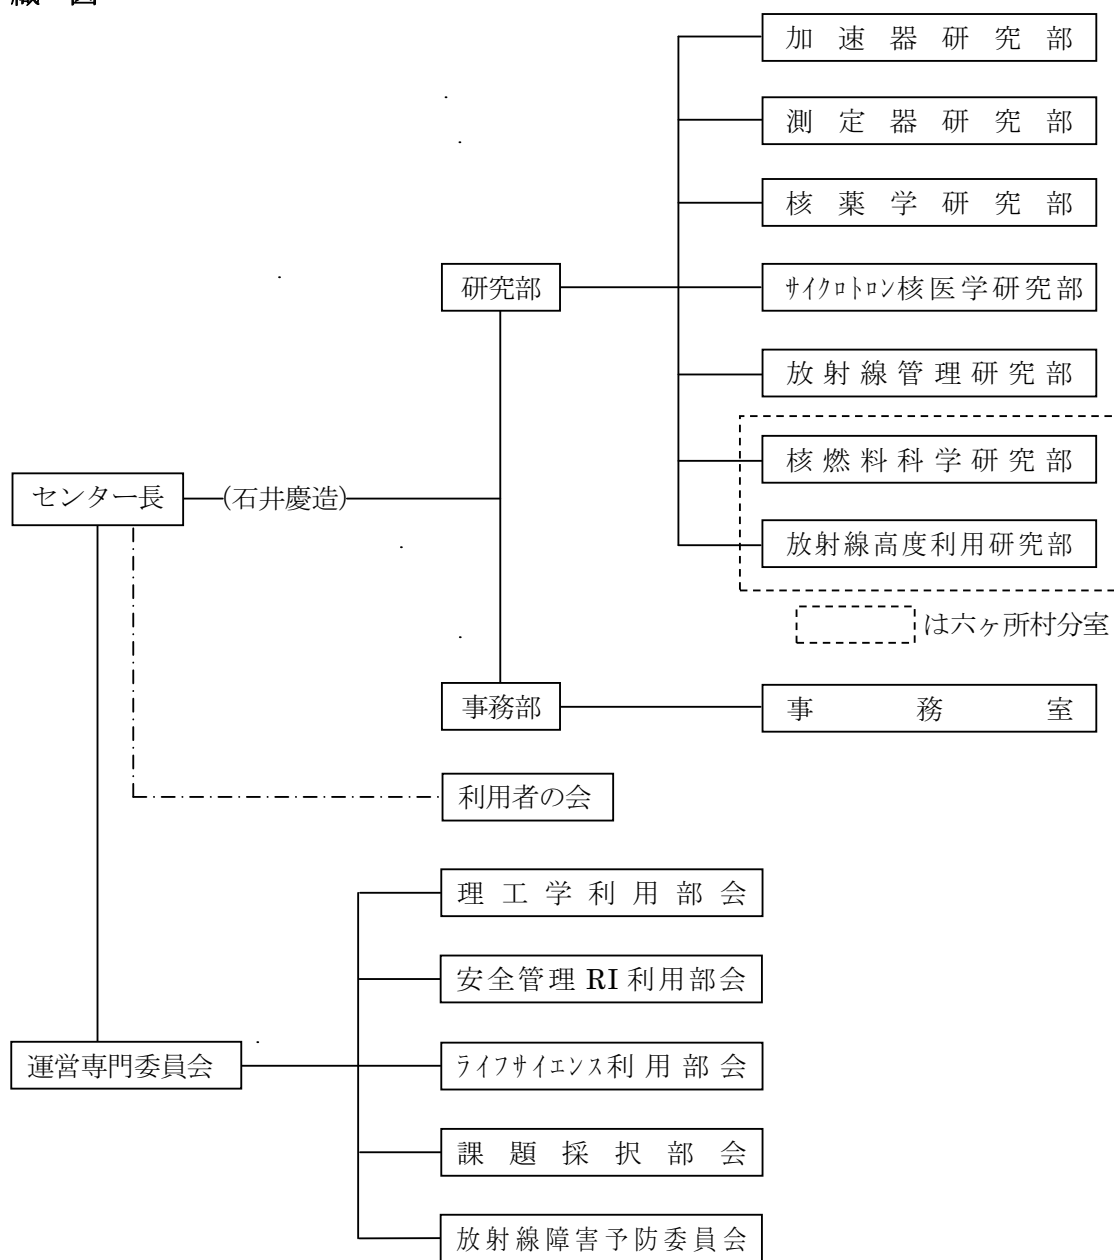 織 図
加速器研究部
測定器研究部
核薬学研究部
研究部
ｻｲｸﾛﾄﾛﾝ核医学研究部
放射線管理研究部
核燃料科学研究部
センター長
(石井慶造)
放射線高度利用研究部
は六ヶ所村分室
事務部
事務室
利用者の会
理工学利用部会
安全管理 RI 利用部会
運営専門委員会
ﾗｲﾌｻｲｴﾝｽ利用部会
課題採択部会
放射線障害予防委員会